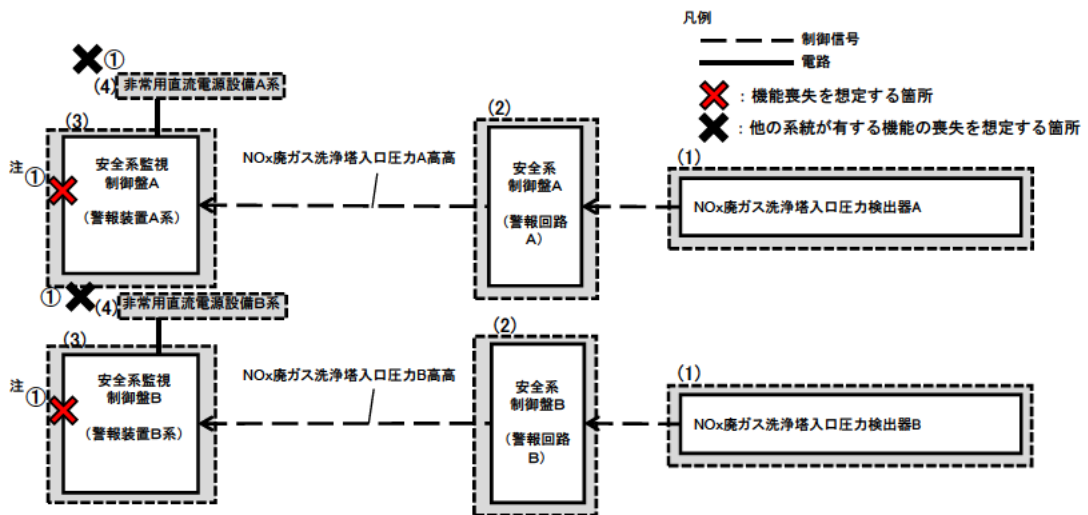 凡例
制御信号
電路
：機能喪失を想定する箇所
：他の系統が有する機能の喪失を想定する箇所
①
(4) 非常用直流電源設備A系
(3)
注①
安全系監視
制御盤A
（警報装置A系）
NOx廃ガス洗浄塔入口圧力A高高
(2)
安全系
制御盤A
（警報回路
A）
(1)
NOx廃ガス洗浄塔入口圧力検出器A
①
(4) 非常用直流電源設備B系
(3)
注①
安全系監視
制御盤B
（警報装置B系）
NOx廃ガス洗浄塔入口圧力B高高
(2)
安全系
制御盤B
（警報回路
B）
(1)
NOx廃ガス洗浄塔入口圧力検出器B